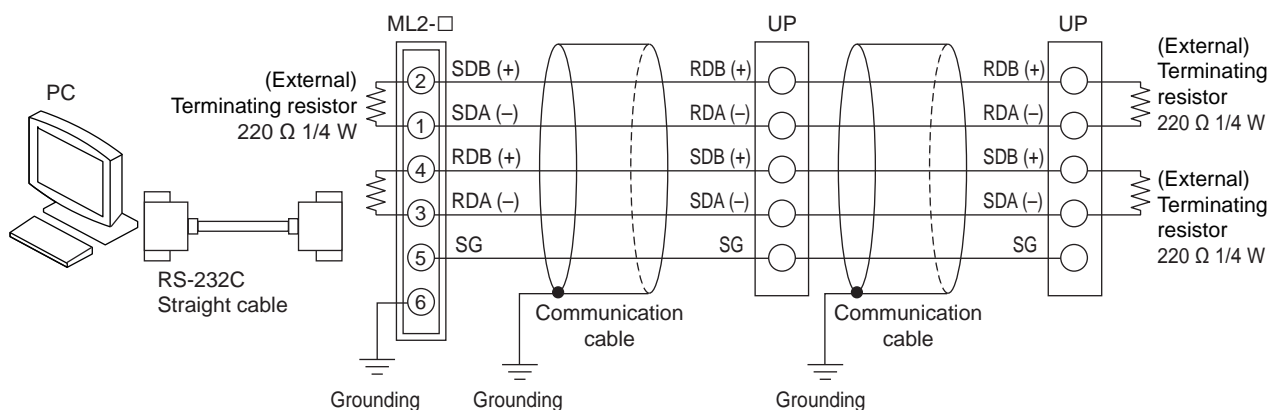 ML2-□
UP
UP
PC
(External)
Terminating resistor
220 Ω 1/4 W
2
1
4
3
5
6
SDB (+)
SDA (–)
RDB (+)
RDA (–)
SG
RDB (+)
RDA (–)
SDB (+)
SDA (–)
SG
RDB (+)
RDA (–)
SDB (+)
SDA (–)
SG
(External)
Terminating
resistor
220 Ω 1/4 W
(External)
Terminating
resistor
220 Ω 1/4 W
RS-232C
Straight cable
Communication
cable
Communication
cable
Grounding
Grounding
Grounding